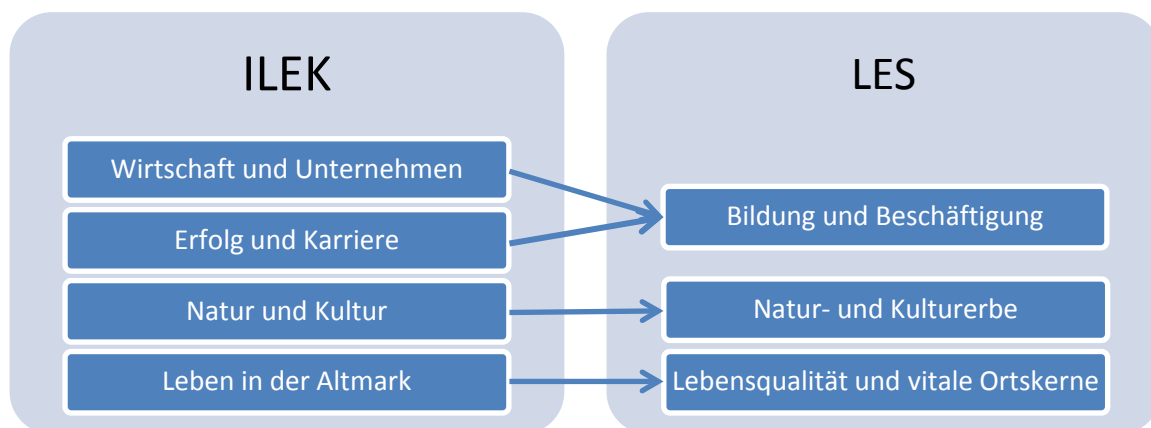 ILEK
Wirtschaft und Unternehmen
Erfolg und Karriere
Natur und Kultur
Leben in der Altmark
LES
Bildung und Beschäftigung
Natur- und Kulturerbe
Lebensqualität und vitale Ortskerne